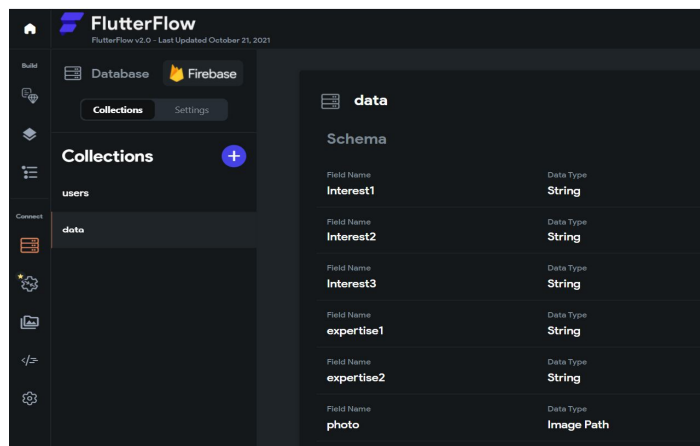 FlutterFlow
FlutterFlow v2.0 - Last Updated October 21, 2021
Build
Database
Firebase
Collections
Settings
Collections
users
Connect
data
data
Schema
Field Name
Data Type
Interest1
String
Field Name
Data Type
Interest2
String
Field Name
Data Type
Interest3
String
Field Name
Data Type
expertise1
String
Field Name
Data Type
expertise2
String
Field Name
Data Type
photo
Image Path